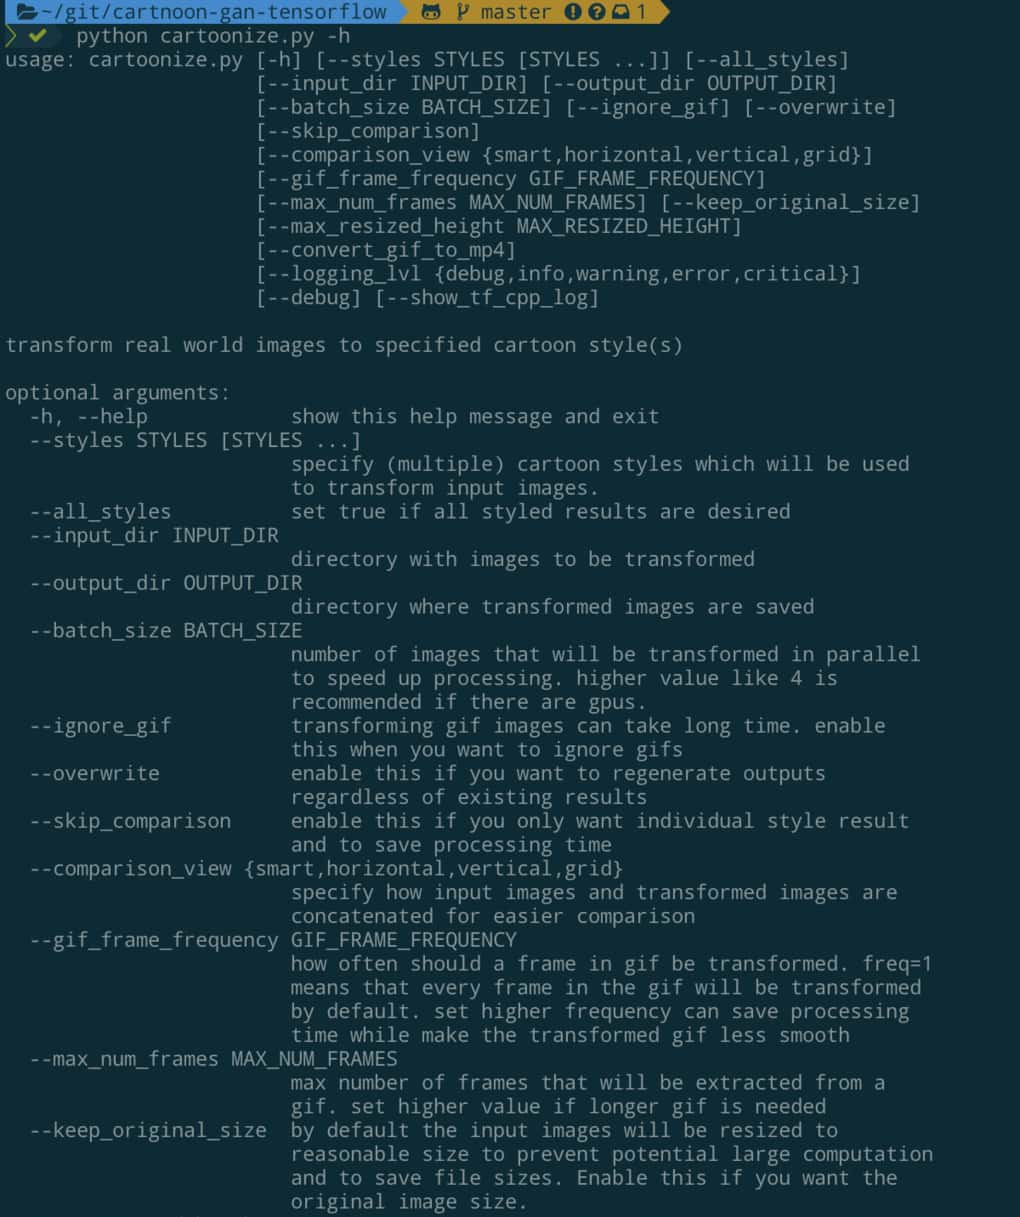 ~/git/cartnoon-gan-tensorflow master 1
python cartoonize.py -h
usage: cartoonize.py [-h] [--styles STYLES [STYLES ...]] [--all_styles]
[--input_dir INPUT_DIR] [--output_dir OUTPUT_DIR]
[--batch_size BATCH_SIZE] [--ignore_gif] [--overwrite]
[--skip_comparison]
[--comparison_view {smart,horizontal,vertical,grid}]
[--gif_frame_frequency GIF_FRAME_FREQUENCY]
[--max_num_frames MAX_NUM_FRAMES] [--keep_original_size]
[--max_resized_height MAX_RESIZED_HEIGHT]
[--convert_gif_to_mp4]
[--logging_lvl {debug,info,warning,error,critical}]
[--debug] [--show_tf_cpp_log]
transform real world images to specified cartoon style(s)
optional arguments:
-h, --help show this help message and exit
--styles STYLES [STYLES ...]
specify (multiple) cartoon styles which will be used
to transform input images.
--all_styles set true if all styled results are desired
--input_dir INPUT_DIR
directory with images to be transformed
--output_dir OUTPUT_DIR
directory where transformed images are saved
--batch_size BATCH_SIZE
number of images that will be transformed in parallel
to speed up processing. higher value like 4 is
recommended if there are gpus.
--ignore_gif transforming gif images can take long time. enable
this when you want to ignore gifs
--overwrite enable this if you want to regenerate outputs
regardless of existing results
--skip_comparison enable this if you only want individual style result
and to save processing time
--comparison_view {smart,horizontal,vertical,grid}
specify how input images and transformed images are
concatenated for easier comparison
--gif_frame_frequency GIF_FRAME_FREQUENCY
how often should a frame in gif be transformed. freq=1
means that every frame in the gif will be transformed
by default. set higher frequency can save processing
time while make the transformed gif less smooth
--max_num_frames MAX_NUM_FRAMES
max number of frames that will be extracted from a
gif. set higher value if longer gif is needed
--keep_original_size by default the input images will be resized to
reasonable size to prevent potential large computation
and to save file sizes. Enable this if you want the
original image size.